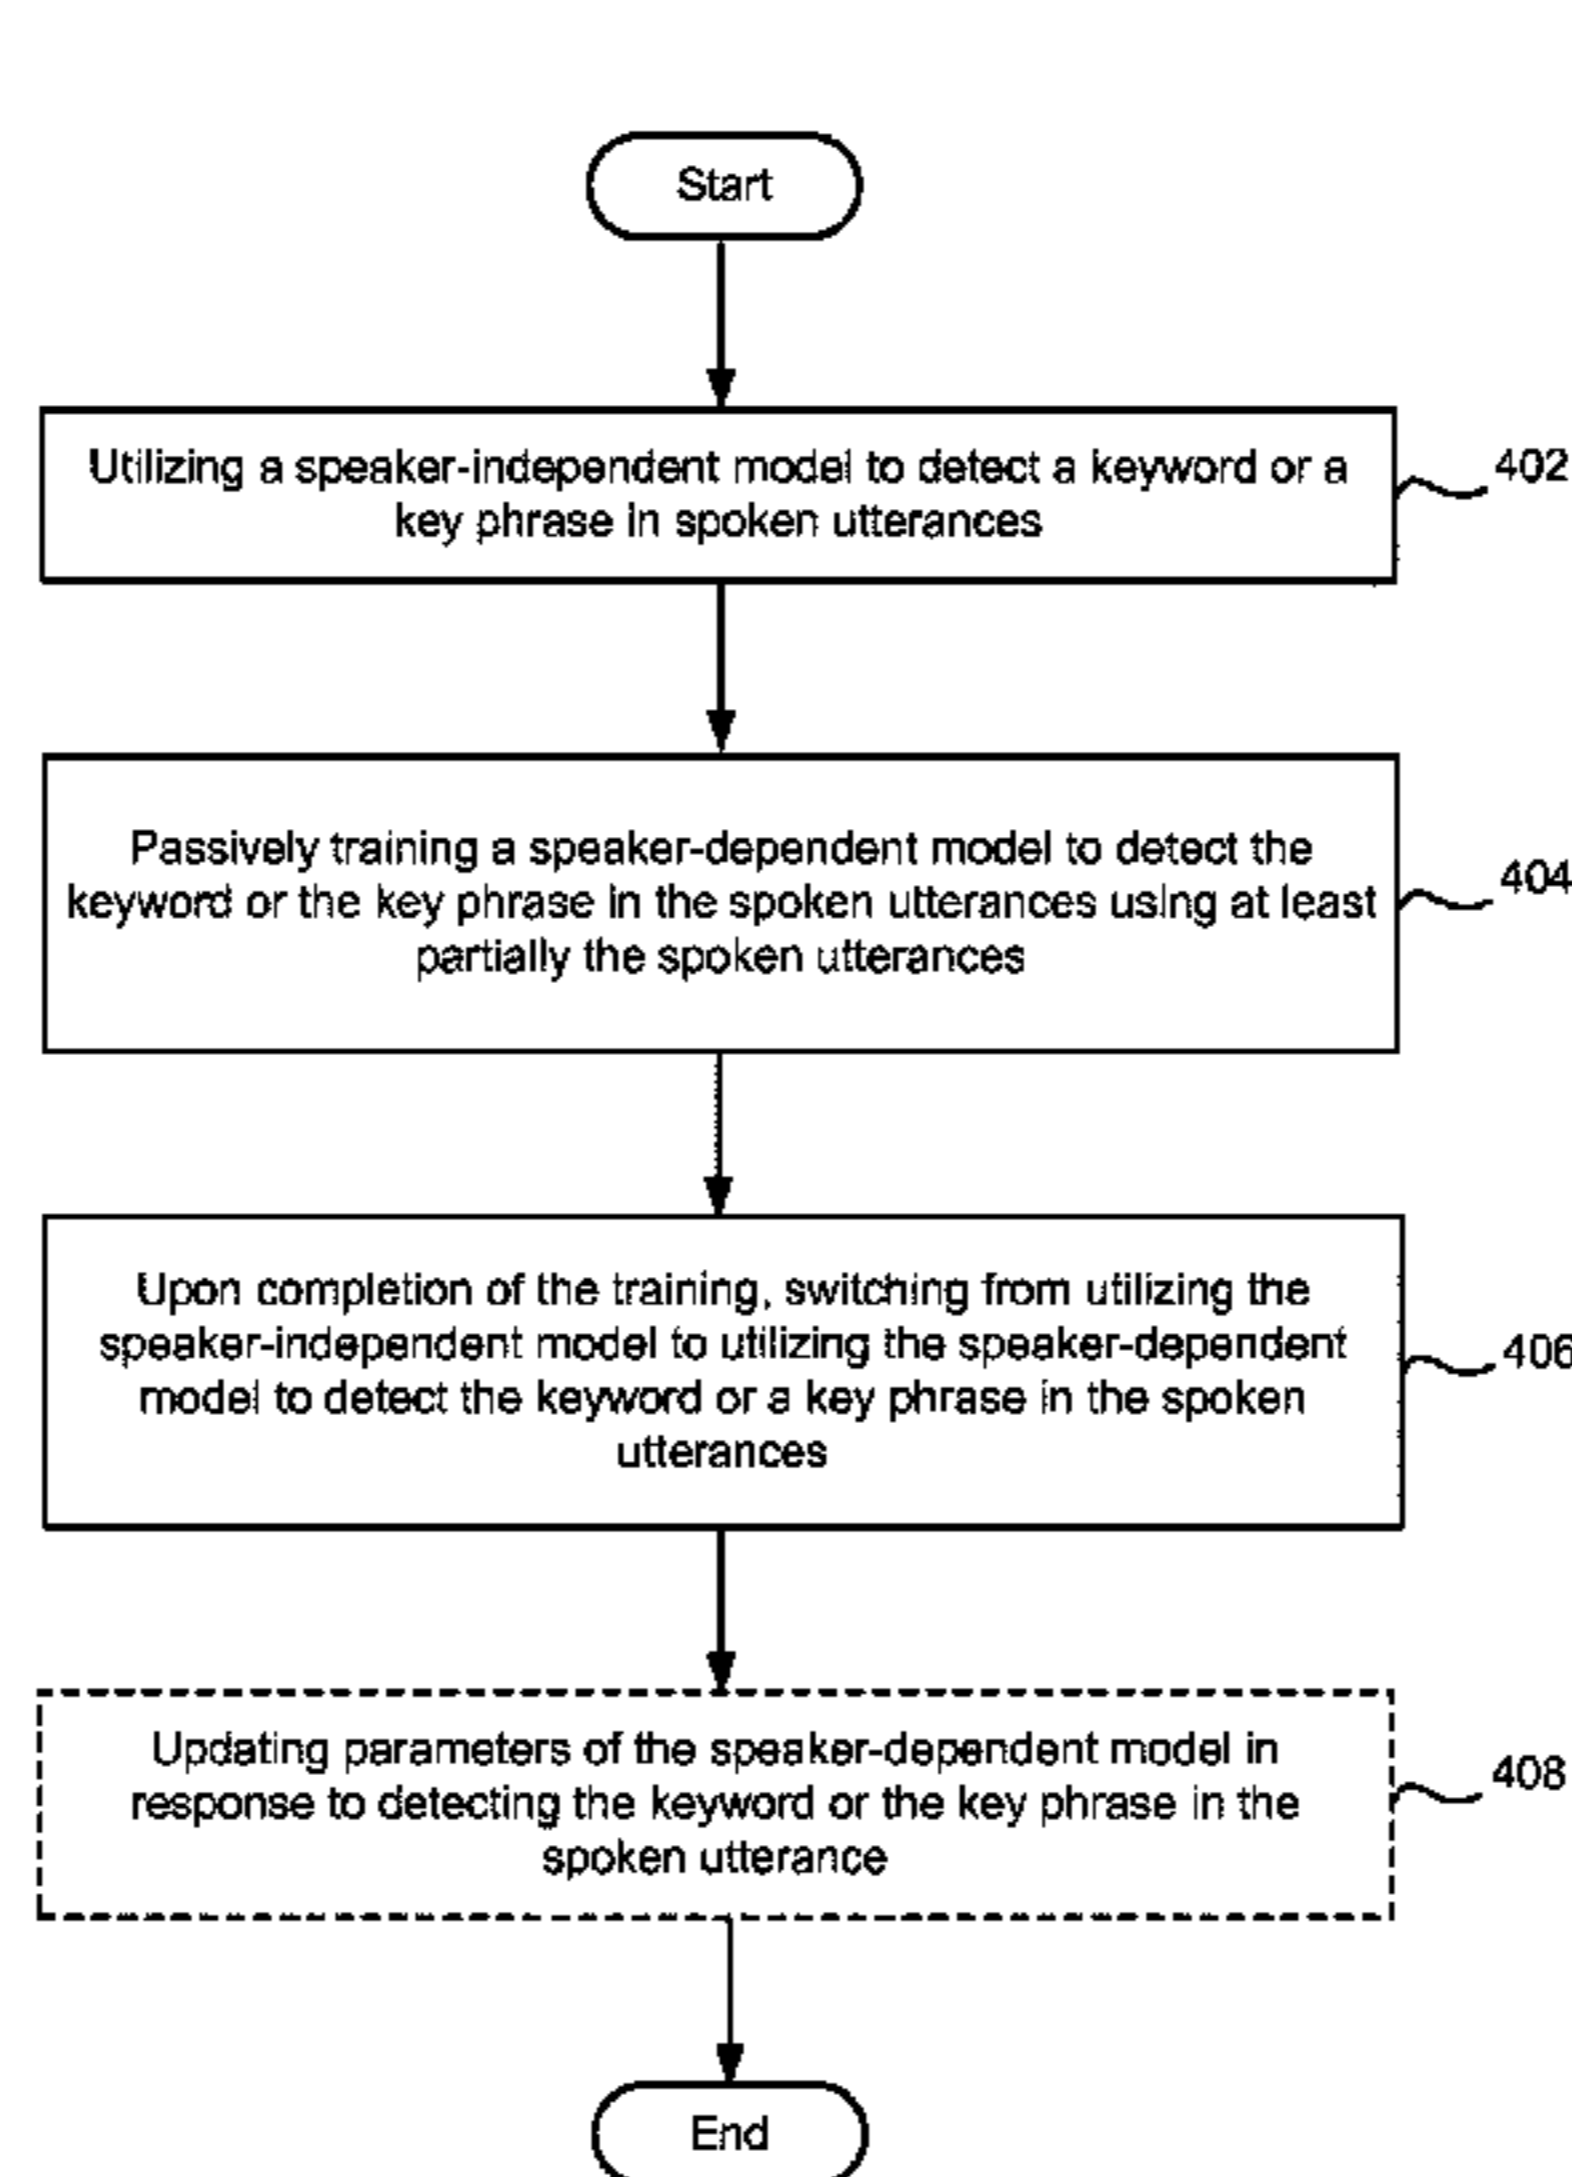 Start
Utilizing a speaker-independent model to detect a keyword or a
key phrase in spoken utterances
402
Passively training a speaker-dependent model to detect the
keyword or the key phrase in the spoken utterances using at least
partially the spoken utterances
404
Upon completion of the training, switching from utilizing the
speaker-independent model to utilizing the speaker-dependent
model to detect the keyword or a key phrase in the spoken
utterances
406
Updating parameters of the speaker-dependent model in
response to detecting the keyword or the key phrase in the
spoken utterance
408
End